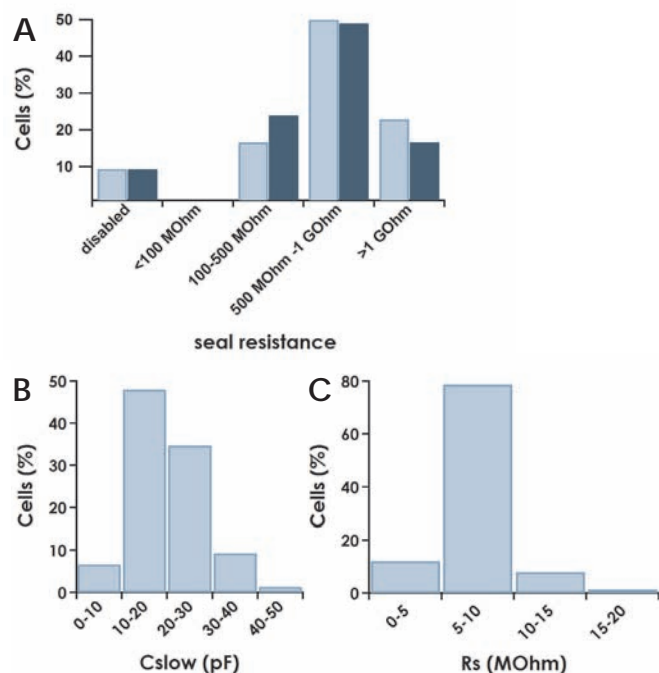 A
Cells (%)
50
40
30
20
10
disabled
<100 MOhm
100-500 MOhm
500 MOhm -1 GOhm
>1 GOhm
seal resistance
B
Cells (%)
50
40
30
20
10
0
0-10
10-20
20-30
30-40
40-50
Cslow (pF)
C
Cells (%)
80
60
40
20
0
0-5
5-10
10-15
15-20
Rs (MOhm)